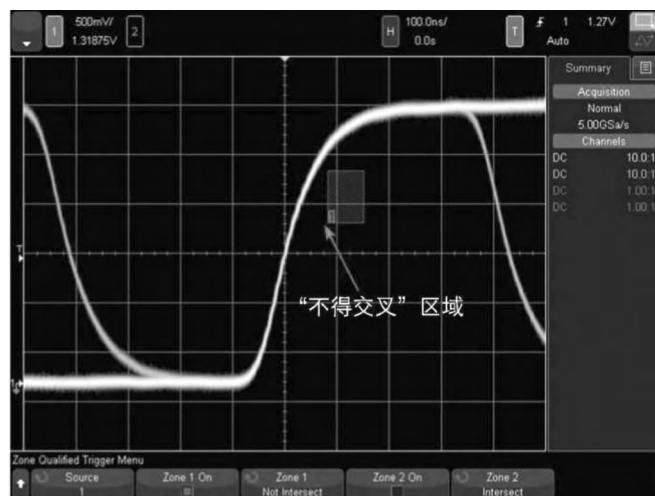 1 500mV/ 2 H 100.0ns/ T 1 1.27V
1.31875V 0.0s Auto
Summary
Acquisition
Normal
5.00GSa/s
Channels
DC 10.0:1
DC 10.0:1
DC 1.00:1
DC 1.00:1
T
1
“不得交叉”区域
Zone Qualified Trigger Menu
Source Zone 1 On Zone 1 Zone 2 On Zone 2
1 Not Intersect Intersect